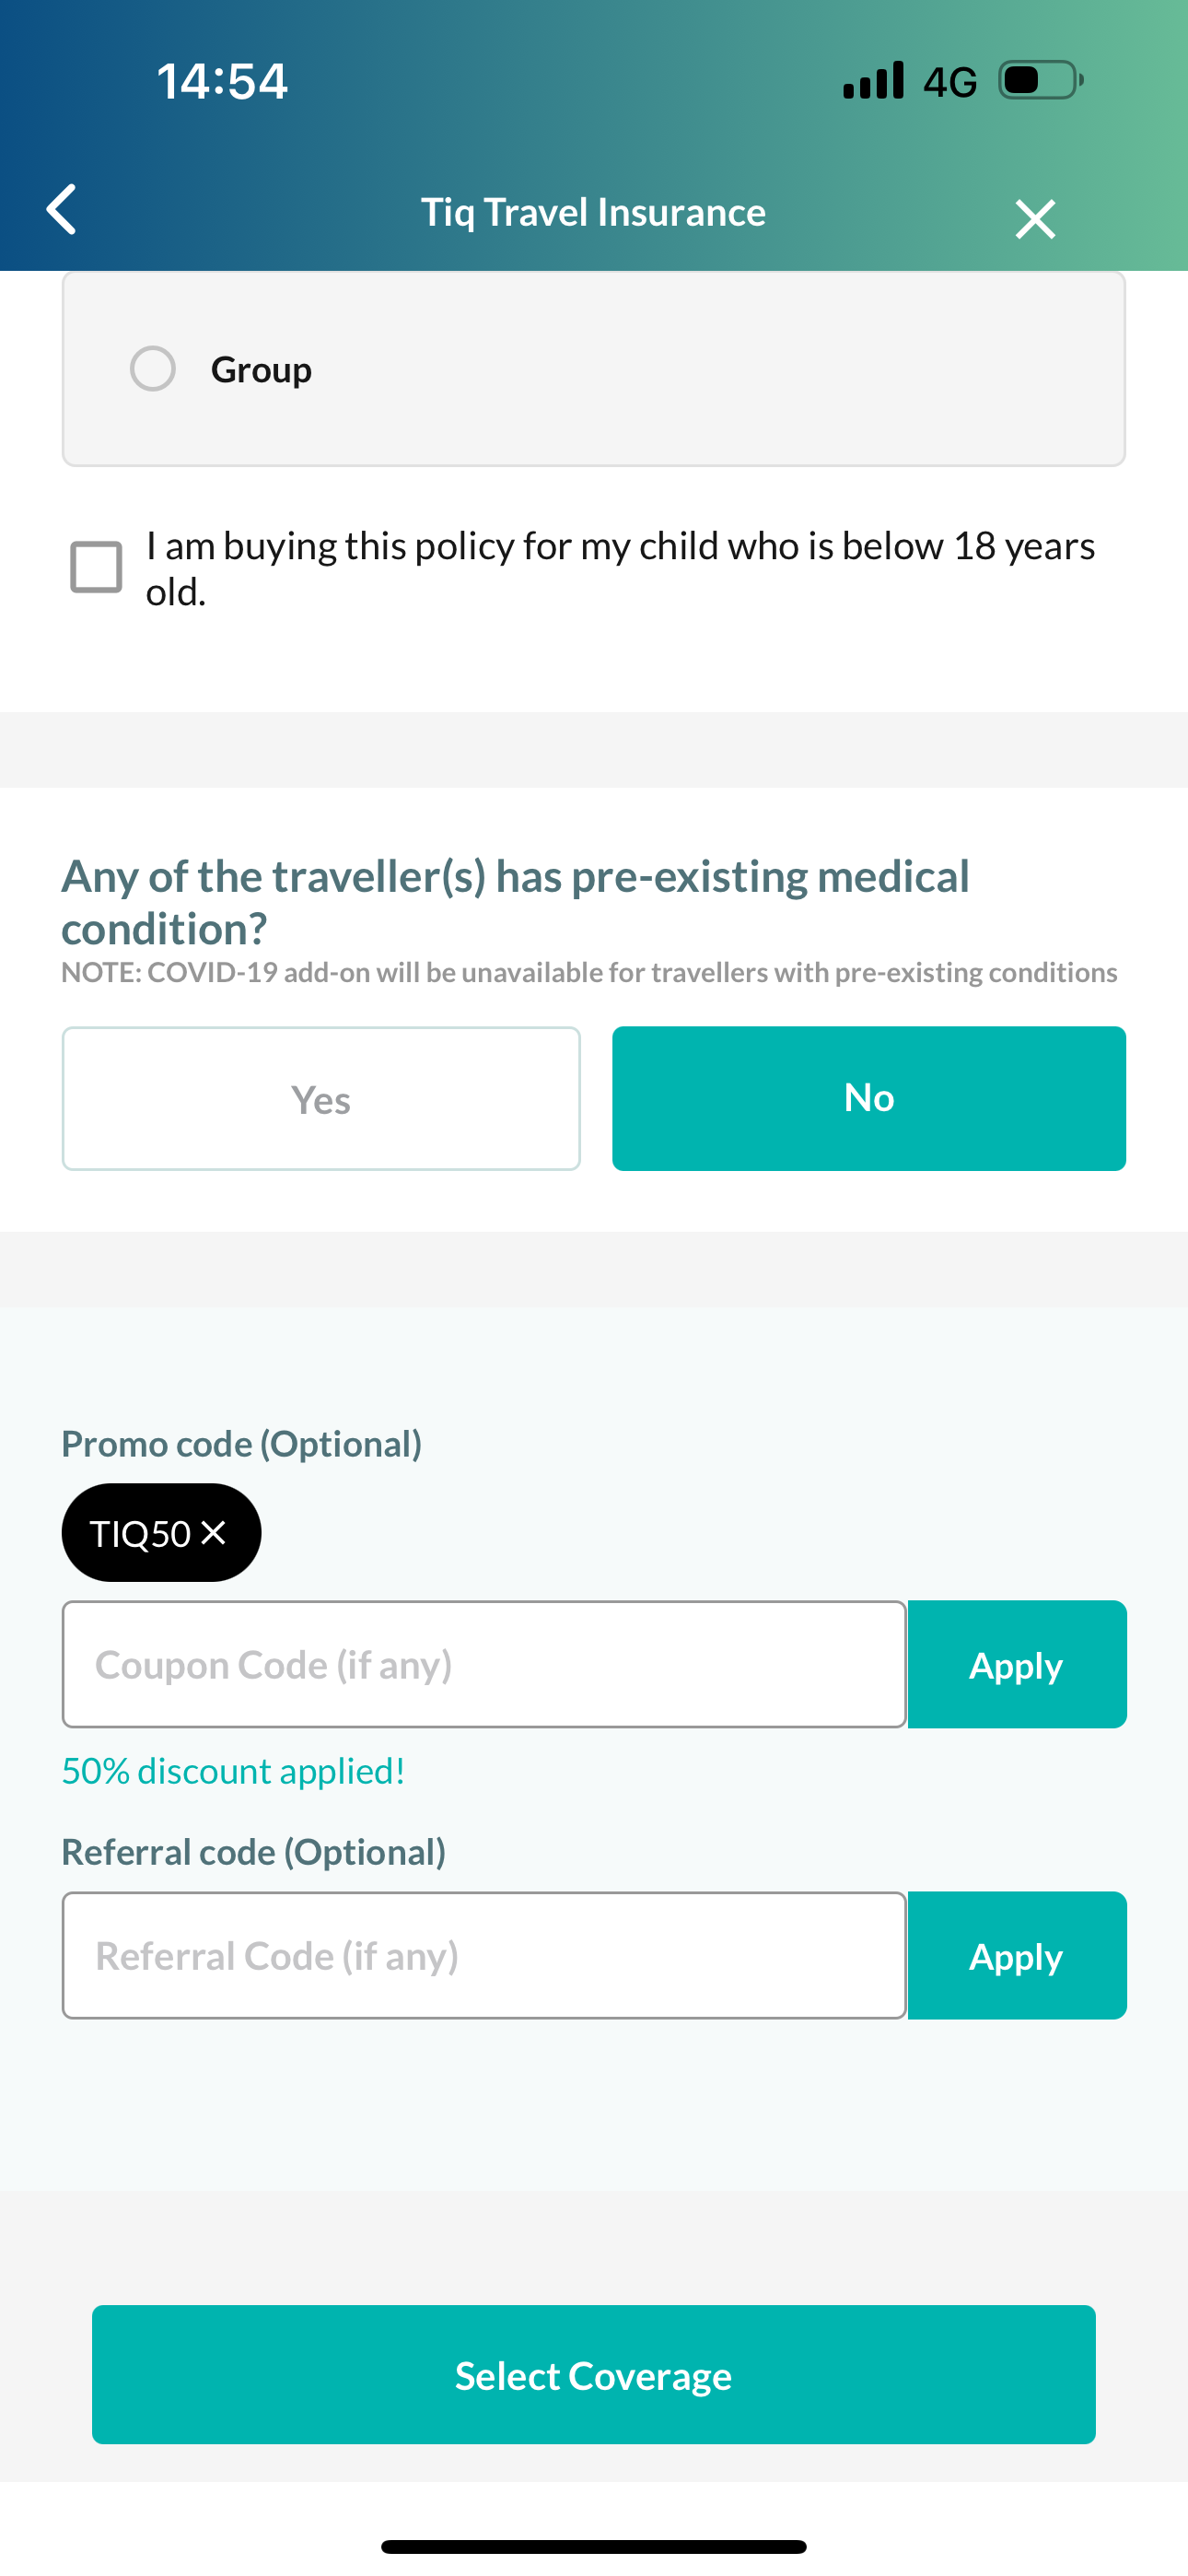 14:54
4G
Tiq Travel Insurance
Group
I am buying this policy for my child who is below 18 years
old.
Any of the traveller(s) has pre-existing medical
condition?
NOTE: COVID-19 add-on will be unavailable for travellers with pre-existing conditions
Yes
No
Promo code (Optional)
TIQ50
Coupon Code (if any)
Apply
50% discount applied!
Referral code (Optional)
Referral Code (if any)
Apply
Select Coverage